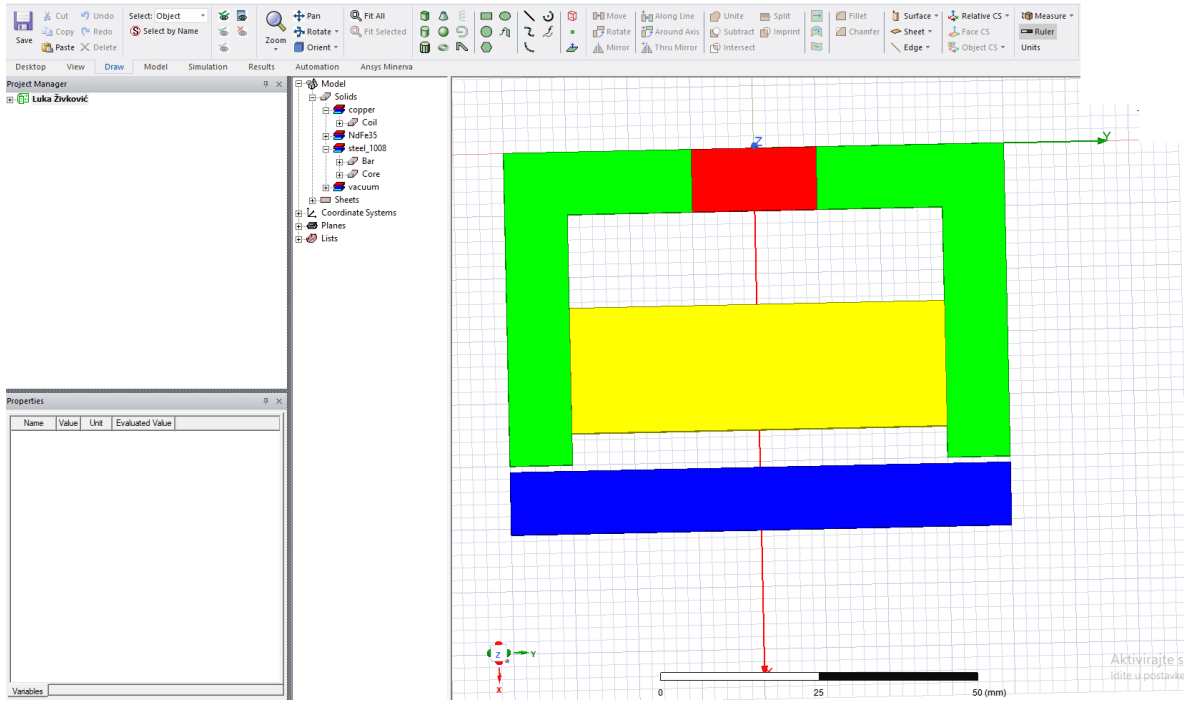 Cut Undo Select: Object Pan Fit All Move Along Line Unite Split Fillet Surface Relative CS Measure
Save Copy Redo Select by Name Zoom Rotate Fit Selected Rotate Around Axis Subtract Imprint Chamfer Sheet Face CS Ruler
Paste Delete Orient Mirror Thru Mirror Intersect Edge Object CS Units
Desktop View Draw Model Simulation Results Automation Ansys Minerva
Project Manager
Luka Živković
Model
Solids
copper
Coil
NdFe35
steel_1008
Bar
Core
vacuum
Sheets
Coordinate Systems
Planes
Lists
Properties
Name Value Unit Evaluated Value
Variables
Z
Y
Z Y
X
0 25 50 (mm)
Aktivirajte s
Idite u postavke